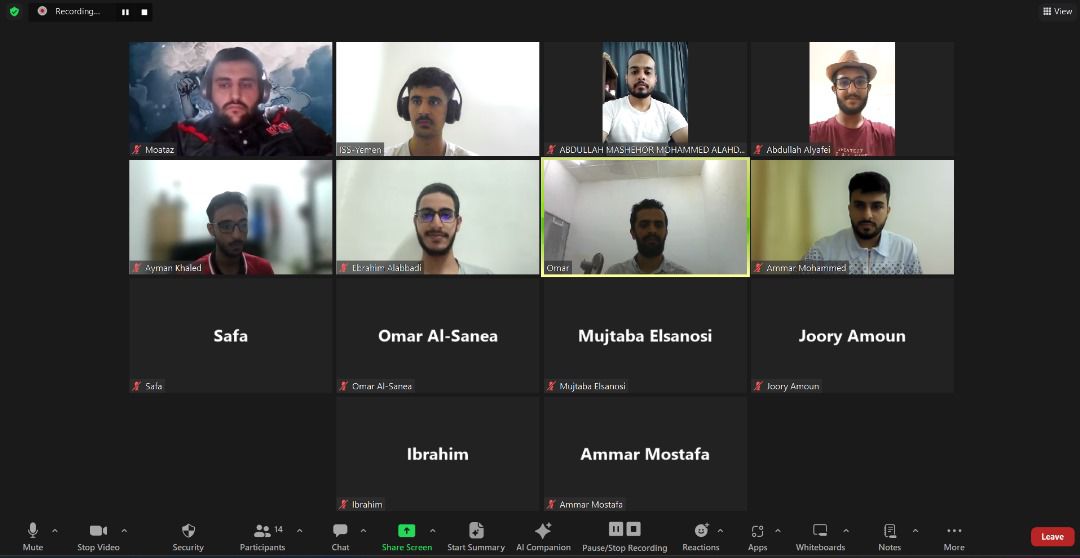 Recording...
View
Moataz
ISS-Yemen
ABDULLAH MASHEHOR MOHAMMED ALAHD...
Abdullah Alyafei
Ayman Khaled
Ebrahim Alabbadi
Omar
Ammar Mohammed
Safa
Omar Al-Sanea
Mujtaba Elsanosi
Joory Amoun
Safa
Omar Al-Sanea
Mujtaba Elsanosi
Joory Amoun
Ibrahim
Ammar Mostafa
Ibrahim
Ammar Mostafa
14
Mute
Stop Video
Security
Participants
Chat
Share Screen
Start Summary
AI Companion
Pause/Stop Recording
Reactions
Apps
Whiteboards
Notes
More
Leave